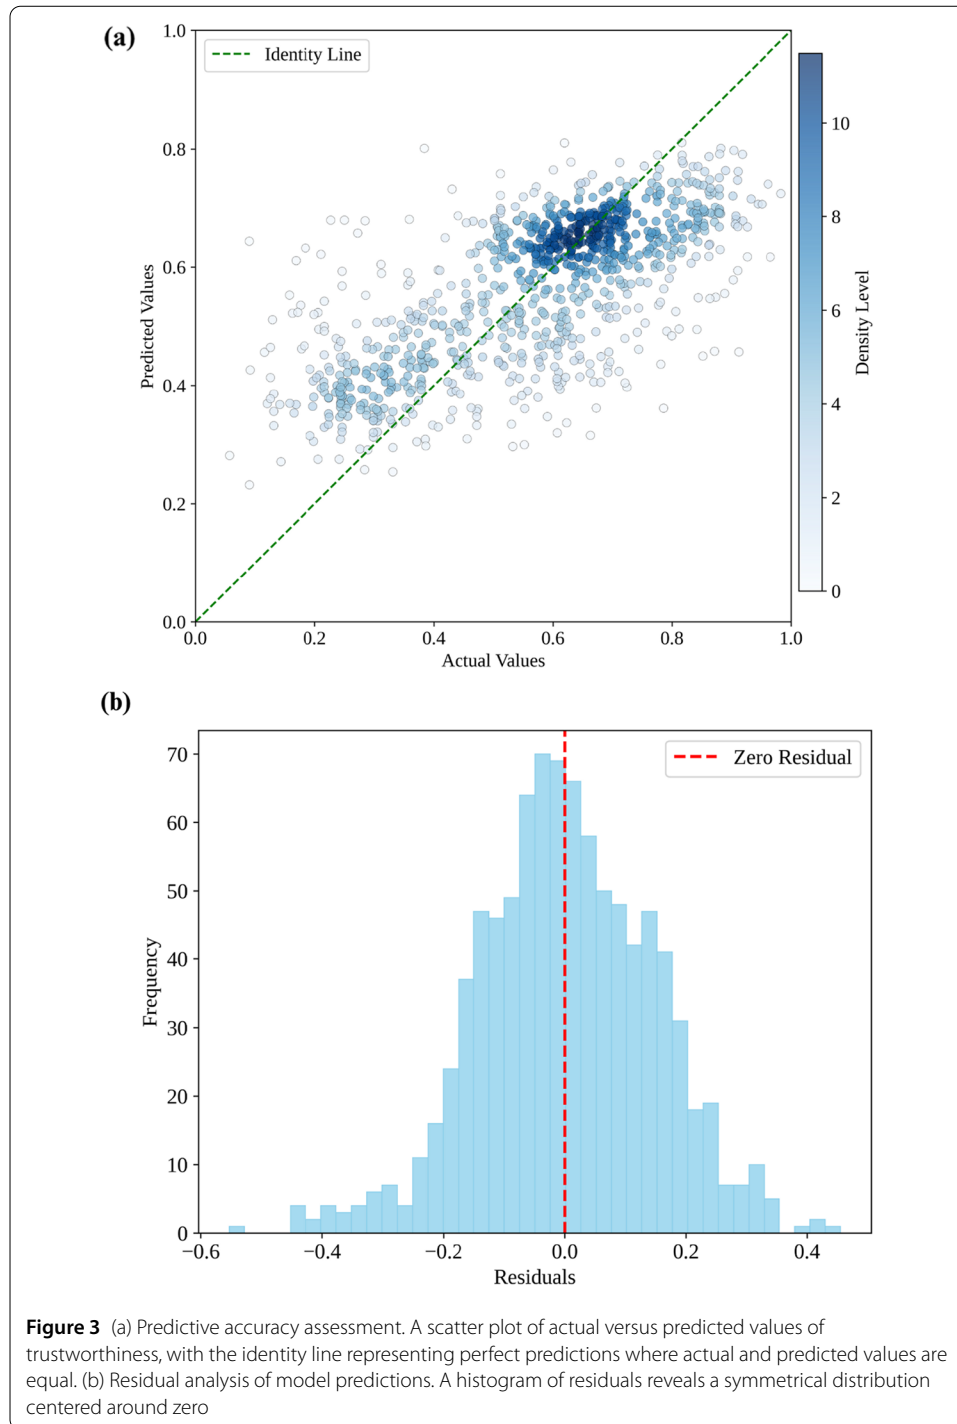 (a)
1.0
Identity Line
0.8
0.6
0.4
0.2
0.0
Predicted Values
0.0 0.2 0.4 0.6 0.8 1.0
Actual Values
10
8
6
4
2
0
Density Level
(b)
70
60
50
40
30
20
10
0
Frequency
Zero Residual
−0.6 −0.4 −0.2 0.0 0.2 0.4
Residuals
Figure 3 (a) Predictive accuracy assessment. A scatter plot of actual versus predicted values of
trustworthiness, with the identity line representing perfect predictions where actual and predicted values are
equal. (b) Residual analysis of model predictions. A histogram of residuals reveals a symmetrical distribution
centered around zero